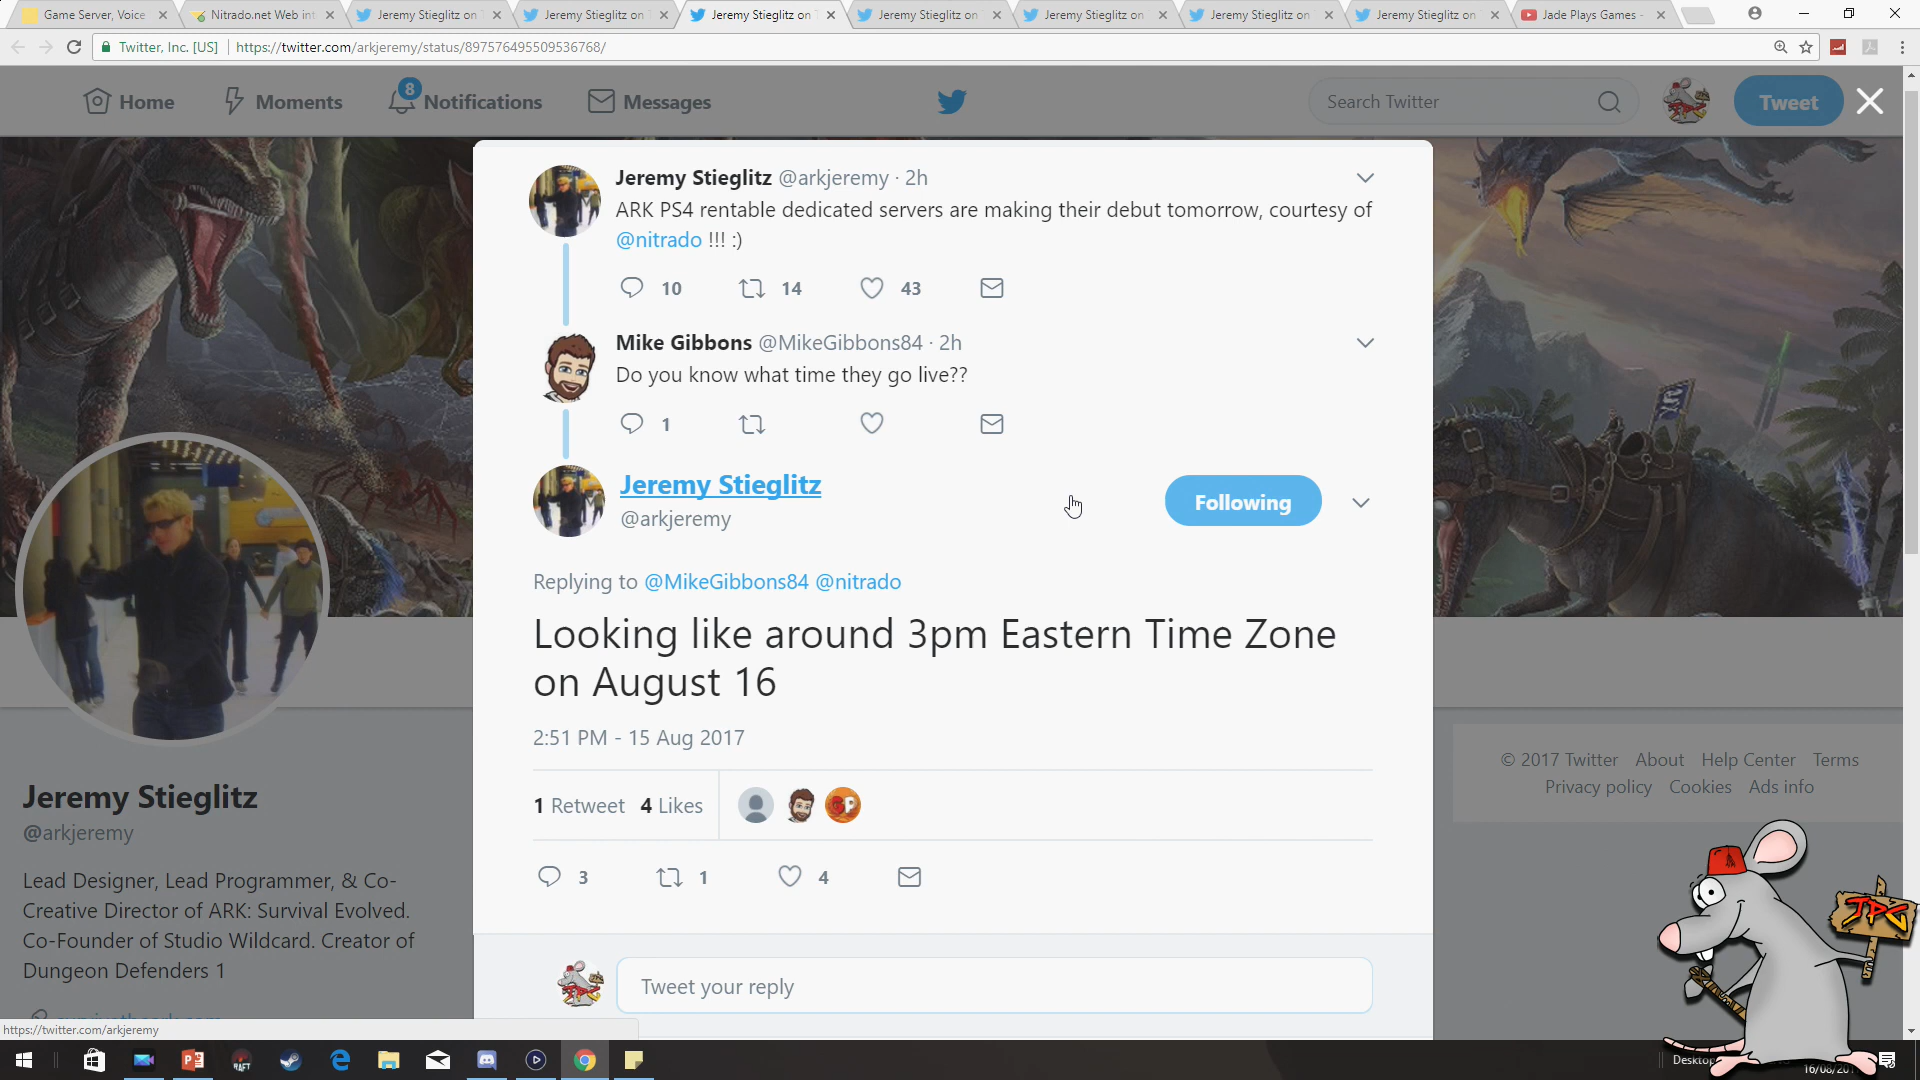 Game Server, Voice
Nitrado.net Web int
Jeremy Stieglitz on T
Jeremy Stieglitz on T
Jeremy Stieglitz on T
Jeremy Stieglitz on T
Jeremy Stieglitz on
Jeremy Stieglitz on
Jeremy Stieglitz on
Jade Plays Games -
Twitter, Inc. [US] | https://twitter.com/arkjeremy/status/897576495509536768/
Home
Moments
8
Notifications
Messages
Search Twitter
Tweet
Jeremy Stieglitz @arkjeremy · 2h
ARK PS4 rentable dedicated servers are making their debut tomorrow, courtesy of
@nitrado !!! :)
10 14 43
Mike Gibbons @MikeGibbons84 · 2h
Do you know what time they go live??
1
Jeremy Stieglitz
@arkjeremy
Following
Replying to @MikeGibbons84 @nitrado
Looking like around 3pm Eastern Time Zone
on August 16
2:51 PM - 15 Aug 2017
1 Retweet 4 Likes
GP
3 1 4
Tweet your reply
Jeremy Stieglitz
@arkjeremy
Lead Designer, Lead Programmer, & Co-
Creative Director of ARK: Survival Evolved.
Co-Founder of Studio Wildcard. Creator of
Dungeon Defenders 1
© 2017 Twitter About Help Center Terms
Privacy policy Cookies Ads info
JPG
https://twitter.com/arkjeremy
RAFT
Desktop
16/08/201